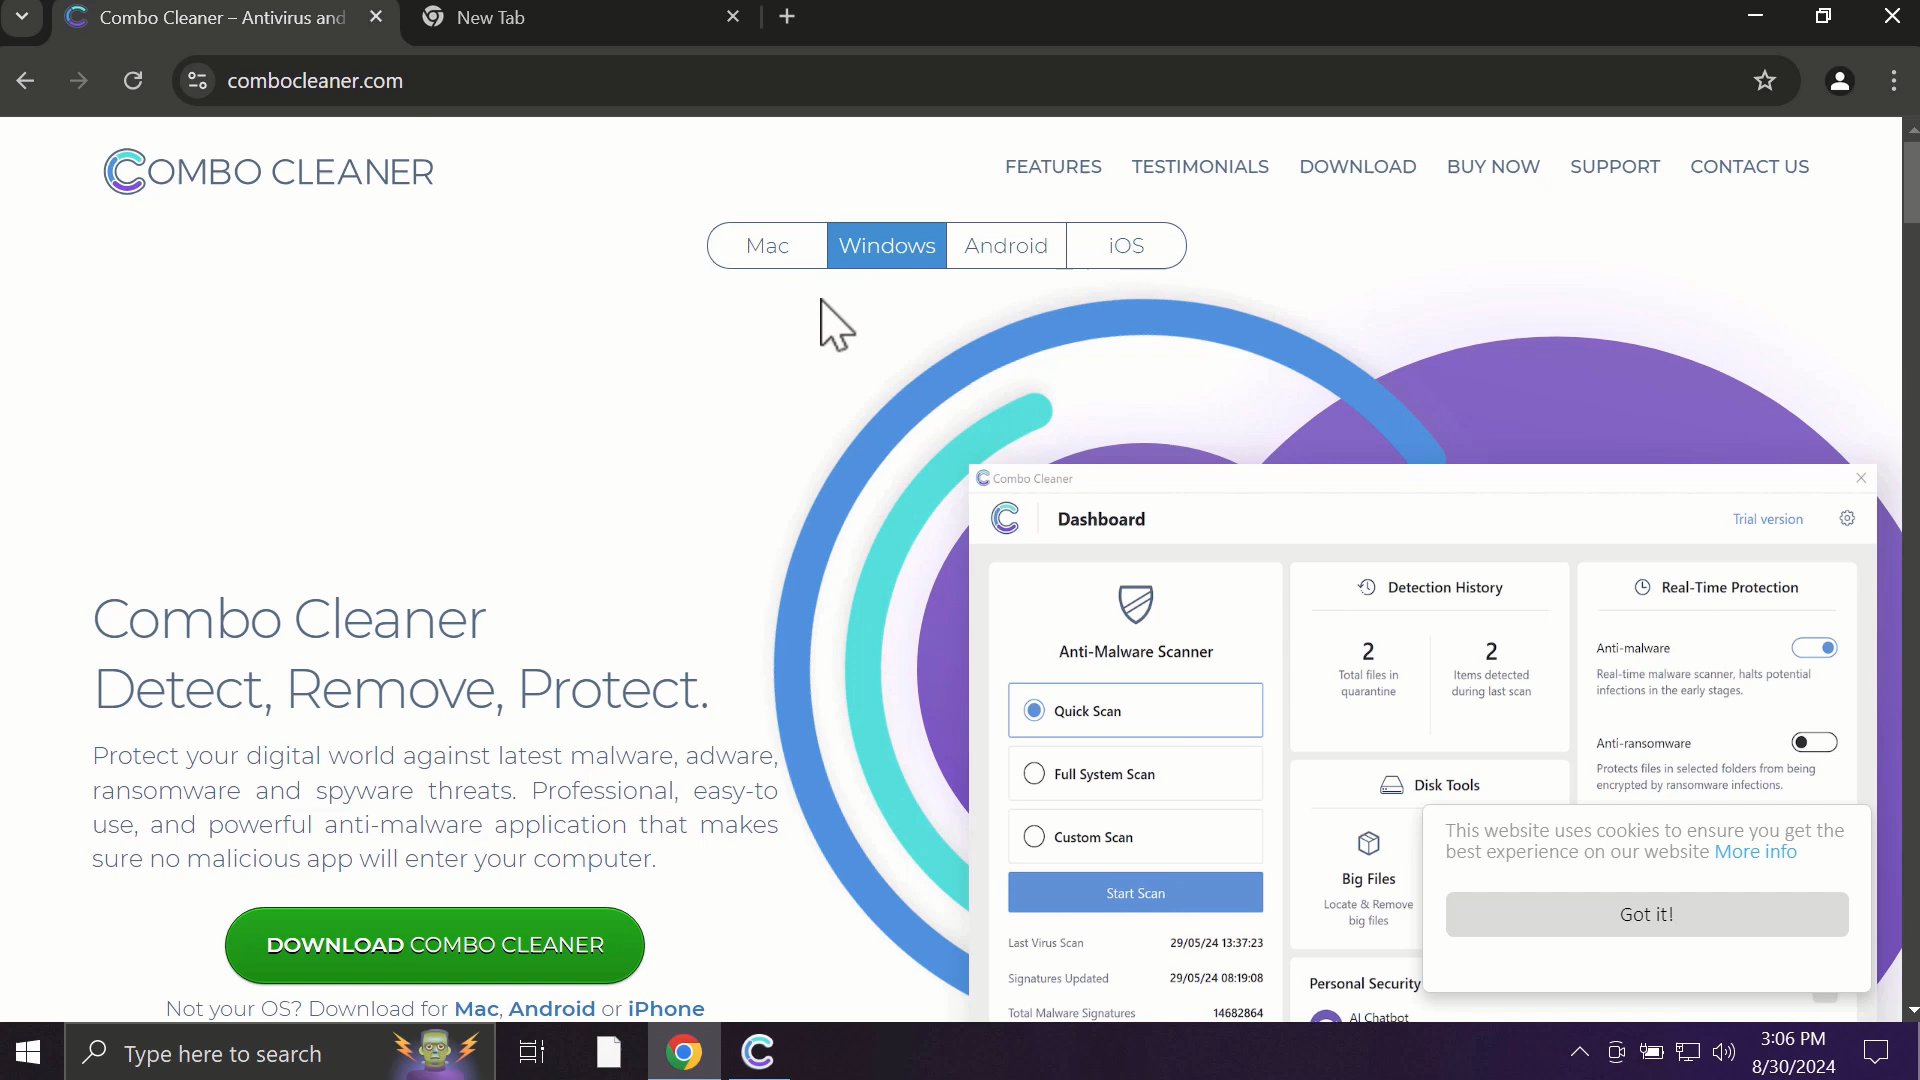 Combo Cleaner – Antivirus and
New Tab
combocleaner.com
COMBO CLEANER
FEATURES
TESTIMONIALS
DOWNLOAD
BUY NOW
SUPPORT
CONTACT US
Mac
Windows
Android
iOS
Combo Cleaner
Detect, Remove, Protect.
Protect your digital world against latest malware, adware,
ransomware and spyware threats. Professional, easy-to
use, and powerful anti-malware application that makes
sure no malicious app will enter your computer.
DOWNLOAD COMBO CLEANER
Not your OS? Download for Mac, Android or iPhone
Combo Cleaner
Dashboard
Trial version
Anti-Malware Scanner
Quick Scan
Full System Scan
Custom Scan
Start Scan
Last Virus Scan 29/05/24 13:37:23
Signatures Updated 29/05/24 08:19:08
Total Malware Signatures 14682864
Detection History
2
Total files in
quarantine
2
Items detected
during last scan
Disk Tools
Big Files
Locate & Remove
big files
Personal Security
AI Chatbot
Real-Time Protection
Anti-malware
Real-time malware scanner, halts potential
infections in the early stages.
Anti-ransomware
Protects files in selected folders from being
encrypted by ransomware infections.
This website uses cookies to ensure you get the
best experience on our website More info
Got it!
Type here to search
3:06 PM
8/30/2024